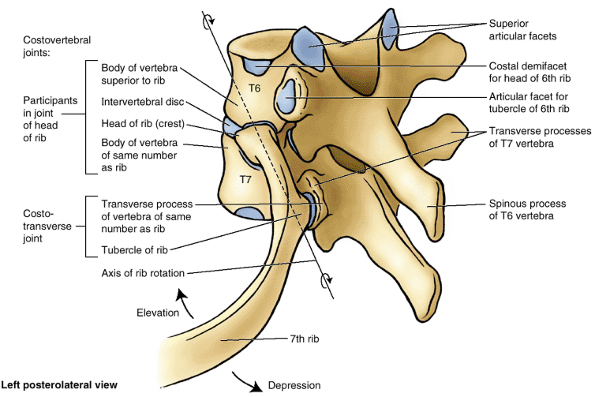 Costovertebral
joints:
Participants
in joint
of head
of rib
Body of vertebra
superior to rib
Intervertebral disc
Head of rib (crest)
Body of vertebra
of same number
as rib
Costo-
transverse
joint
Transverse process
of vertebra of same
number as rib
Tubercle of rib
Axis of rib rotation
Elevation
T6
T7
Superior
articular facets
Costal demifacet
for head of 6th rib
Articular facet for
tubercle of 6th rib
Transverse processes
of T7 vertebra
Spinous process
of T6 vertebra
7th rib
Left posterolateral view
Depression